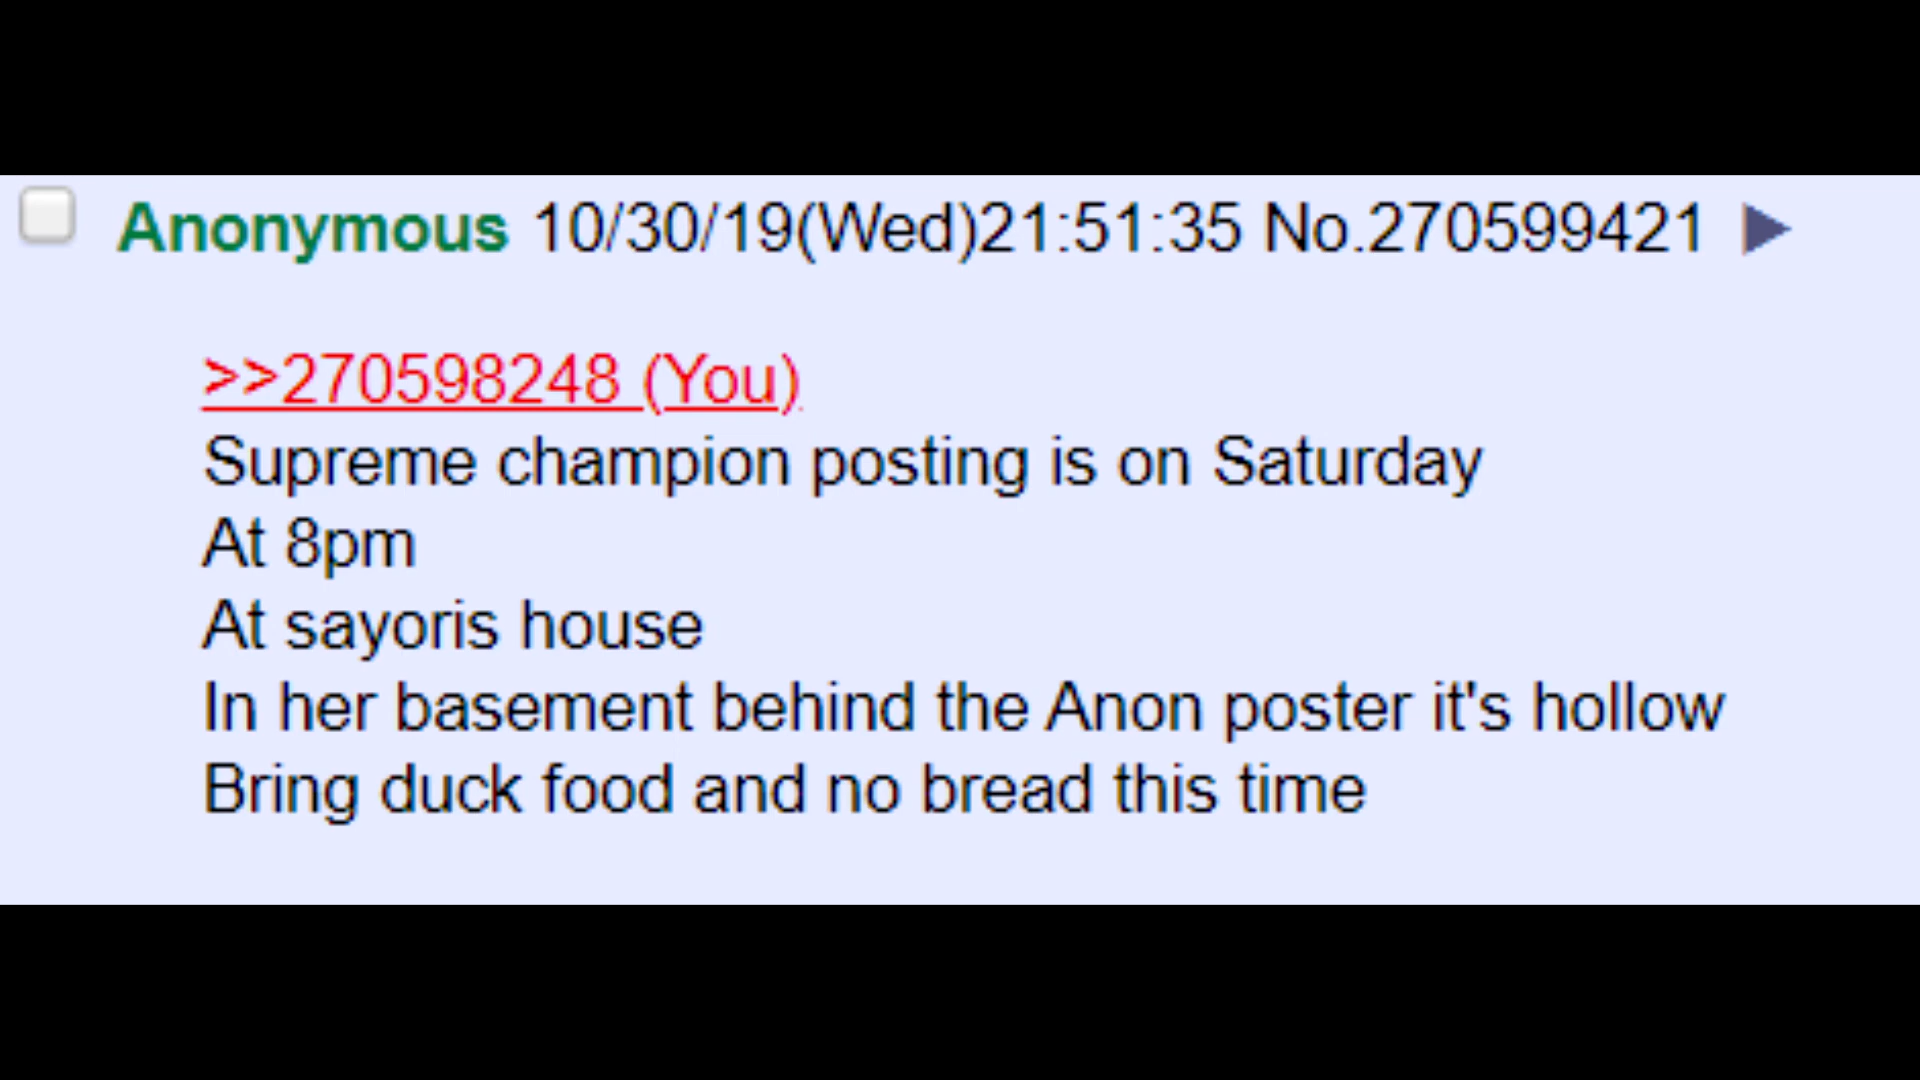 Anonymous 10/30/19(Wed)21:51:35 No.270599421 ▶
>>270598248 (You)
Supreme champion posting is on Saturday
At 8pm
At sayoris house
In her basement behind the Anon poster it's hollow
Bring duck food and no bread this time